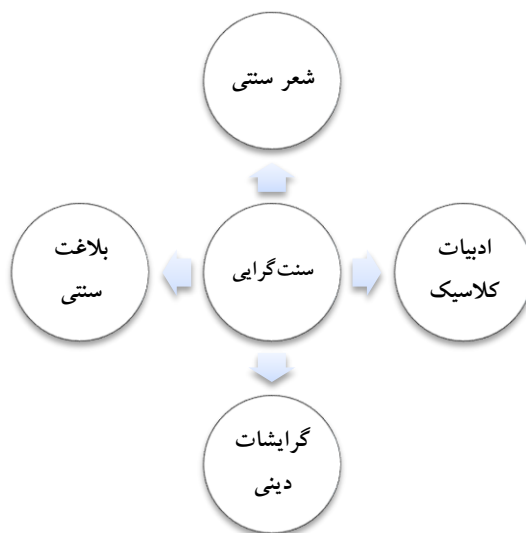 شعر سنتی
ادبیات
کلاسیک
سنت‌گرایی
بلاغت
سنتی
گرایشات
دینی